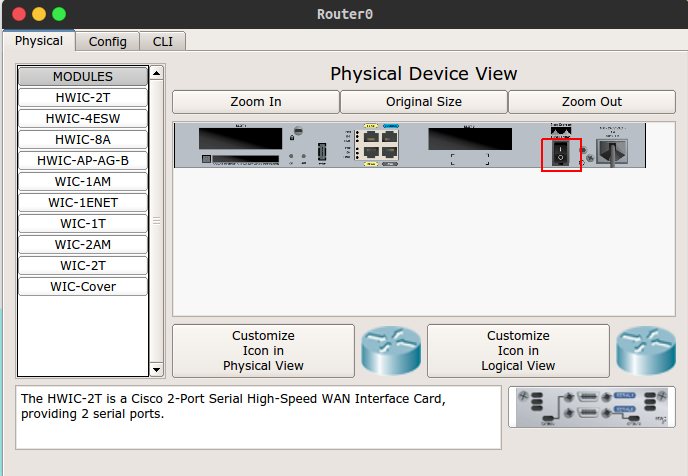 Router0
Physical
Config
CLI
MODULES
HWIC-2T
HWIC-4ESW
HWIC-8A
HWIC-AP-AG-B
WIC-1AM
WIC-1ENET
WIC-1T
WIC-2AM
WIC-2T
WIC-Cover
Physical Device View
Zoom In
Original Size
Zoom Out
Customize
Icon in
Physical View
Customize
Icon in
Logical View
The HWIC-2T is a Cisco 2-Port Serial High-Speed WAN Interface Card,
providing 2 serial ports.